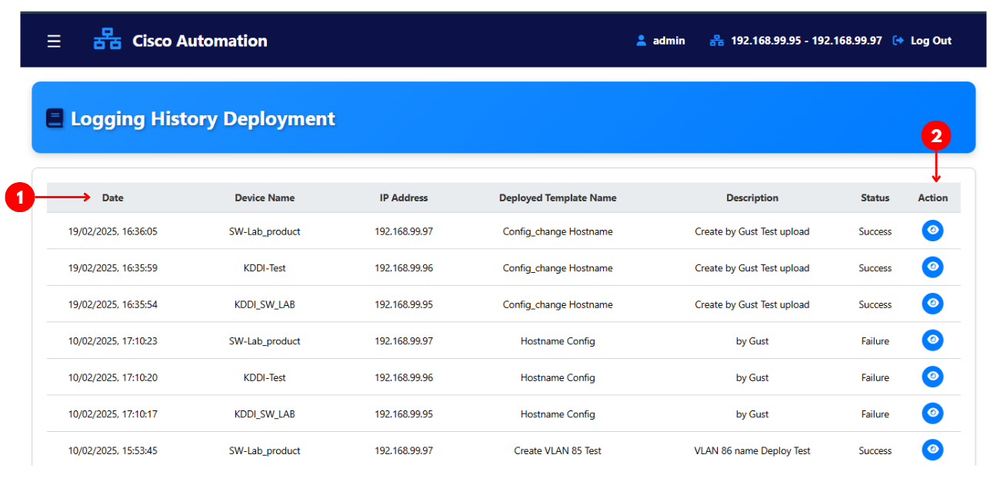 Cisco Automation admin 192.168.99.95 - 192.168.99.97 Log Out
Logging History Deployment
2
1
Date Device Name IP Address Deployed Template Name Description Status Action
19/02/2025, 16:36:05 SW-Lab_product 192.168.99.97 Config_change Hostname Create by Gust Test upload Success
19/02/2025, 16:35:59 KDDI-Test 192.168.99.96 Config_change Hostname Create by Gust Test upload Success
19/02/2025, 16:35:54 KDDI_SW_LAB 192.168.99.95 Config_change Hostname Create by Gust Test upload Success
10/02/2025, 17:10:23 SW-Lab_product 192.168.99.97 Hostname Config by Gust Failure
10/02/2025, 17:10:20 KDDI-Test 192.168.99.96 Hostname Config by Gust Failure
10/02/2025, 17:10:17 KDDI_SW_LAB 192.168.99.95 Hostname Config by Gust Failure
10/02/2025, 15:53:45 SW-Lab_product 192.168.99.97 Create VLAN 85 Test VLAN 86 name Deploy Test Success